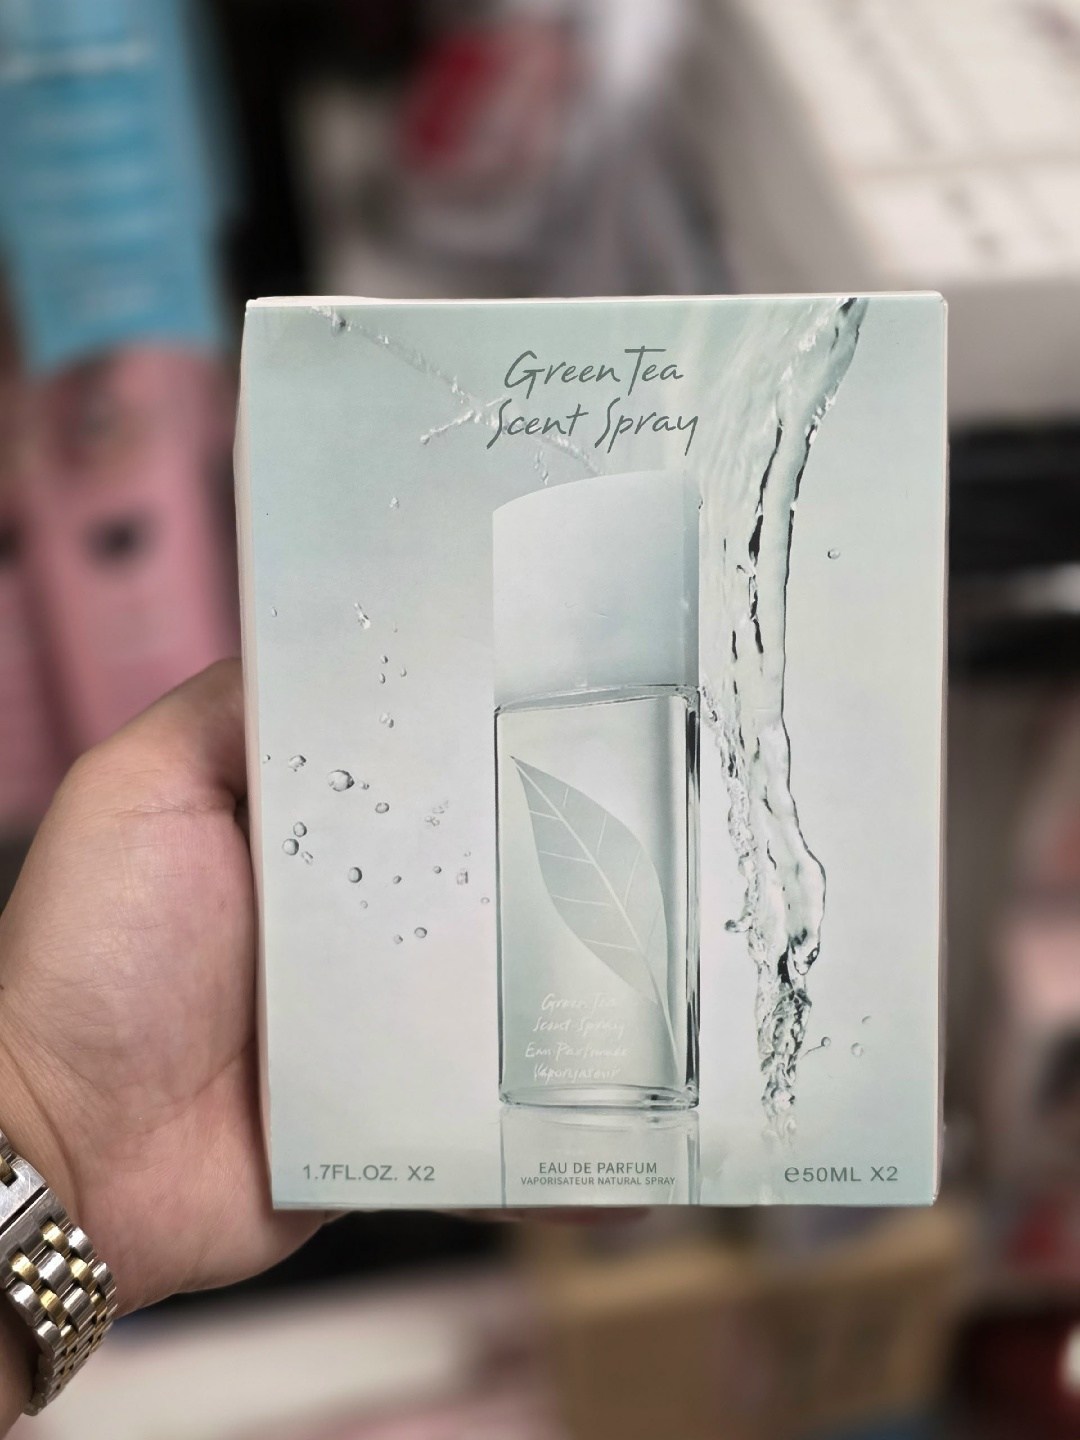 Green Tea
Scent Spray
Green Tea
Scent Spray
Eau Parfumée
Vaporisateur
1.7FL.OZ. X2
EAU DE PARFUM
VAPORISATEUR NATURAL SPRAY
℮50ML X2